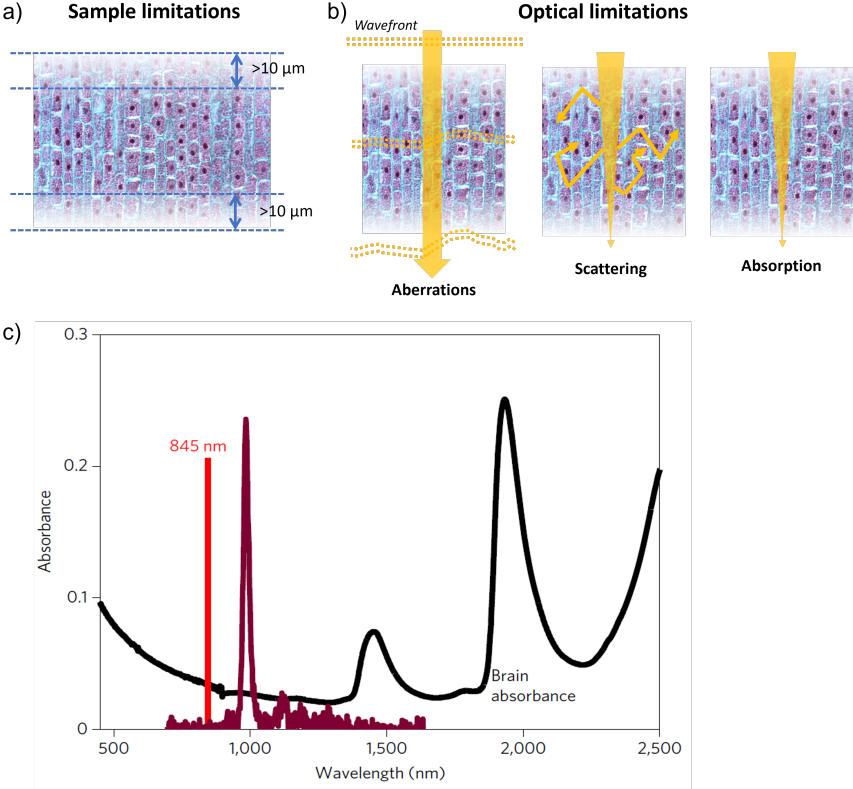 a)
Sample limitations
>10 µm
>10 µm
b)
Optical limitations
Wavefront
Aberrations
Scattering
Absorption
c)
0.3
0.2
0.1
0
Absorbance
845 nm
Brain
absorbance
500
1,000
1,500
2,000
2,500
Wavelength (nm)